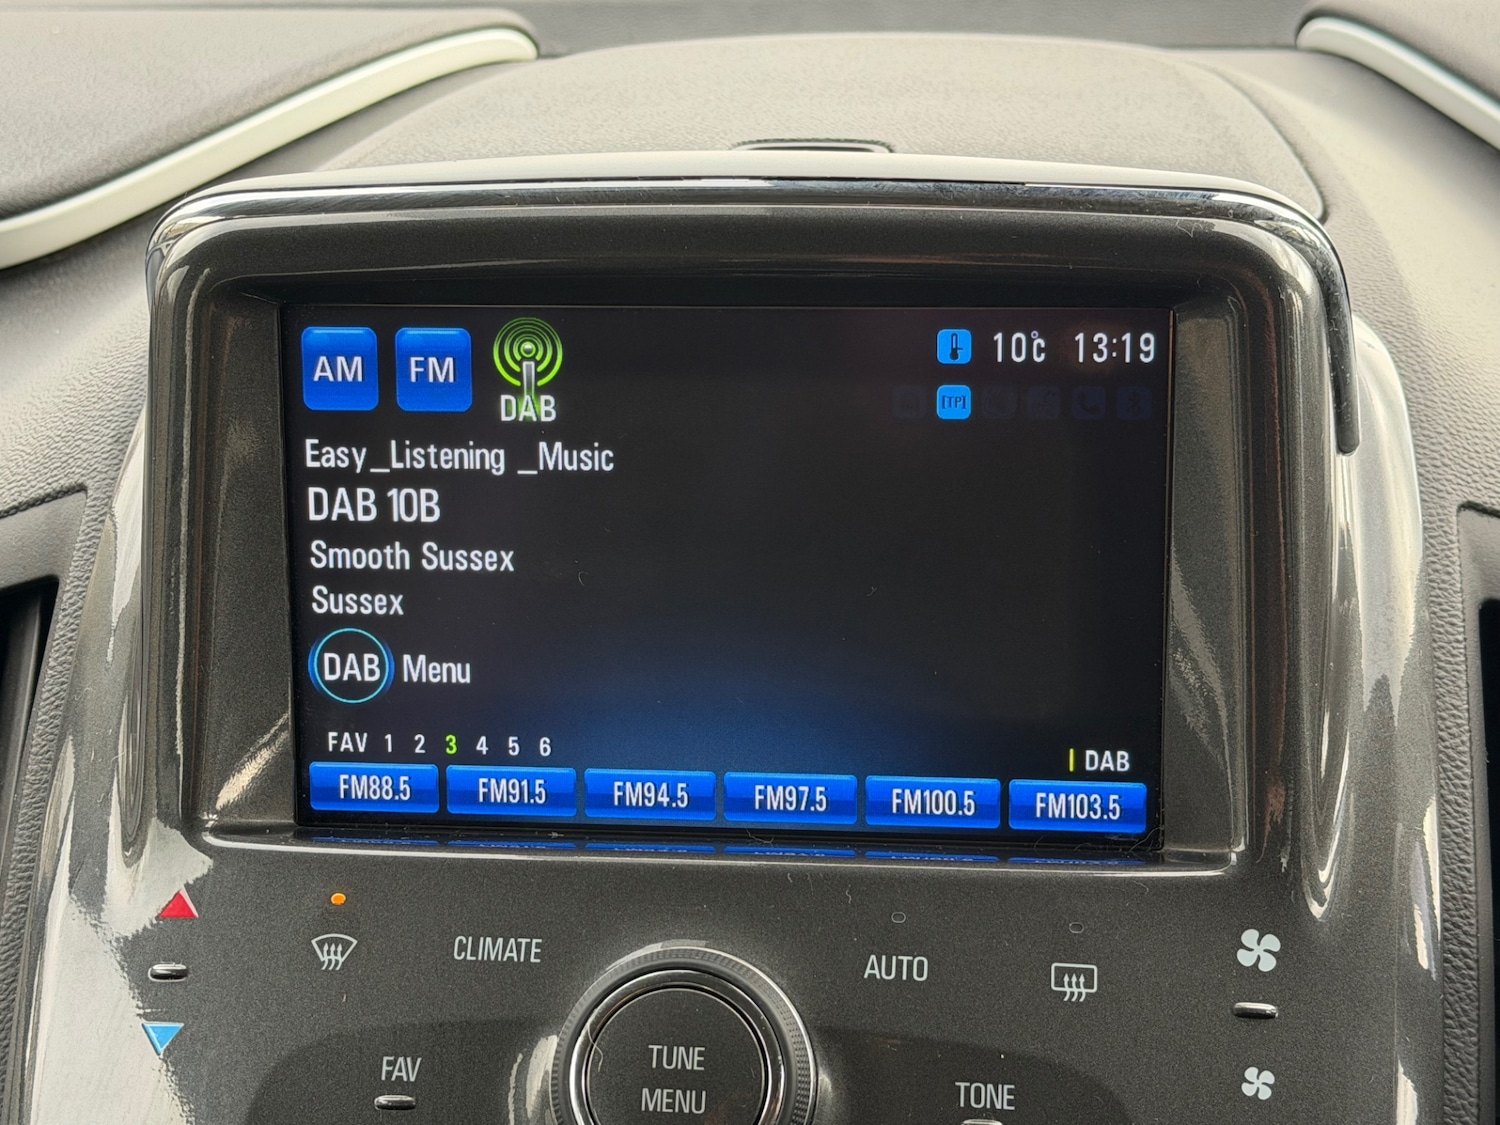 AM FM DAB 10°C 13:19
[TP]
Easy_Listening _Music
DAB 10B
Smooth Sussex
Sussex
DAB Menu
FAV 1 2 3 4 5 6
DAB
FM88.5 FM91.5 FM94.5 FM97.5 FM100.5 FM103.5
CLIMATE
AUTO
FAV
TUNE
MENU
TONE